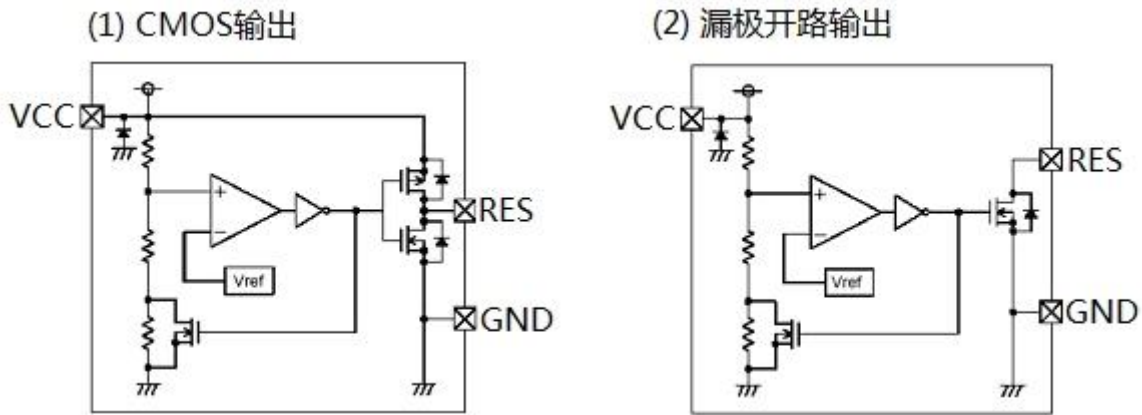 (1) CMOS输出
VCC
+
−
Vref
RES
GND
(2) 漏极开路输出
VCC
+
−
Vref
RES
GND